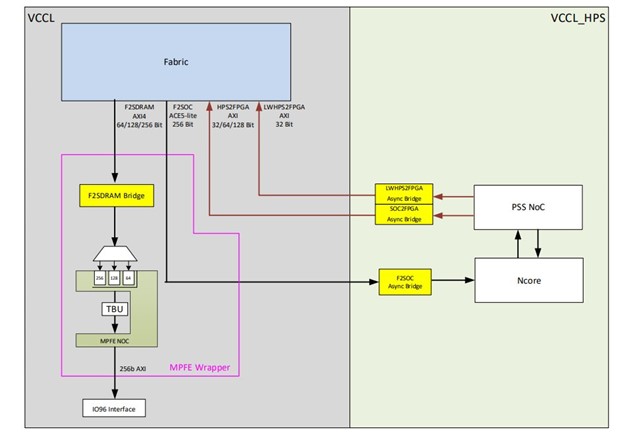 VCCL
VCCL_HPS
Fabric
F2SDRAM
AXI4
64/128/256 Bit
F2SOC
ACE5-lite
256 Bit
HPS2FPGA
AXI
32/64/128 Bit
LWHPS2FPGA
AXI
32 Bit
F2SDRAM Bridge
LWHPS2FPGA
Async Bridge
SOC2FPGA
Async Bridge
PSS NoC
256
128
64
TBU
MPFE NOC
F2SOC
Async Bridge
Ncore
MPFE Wrapper
256b AXI
IO96 Interface